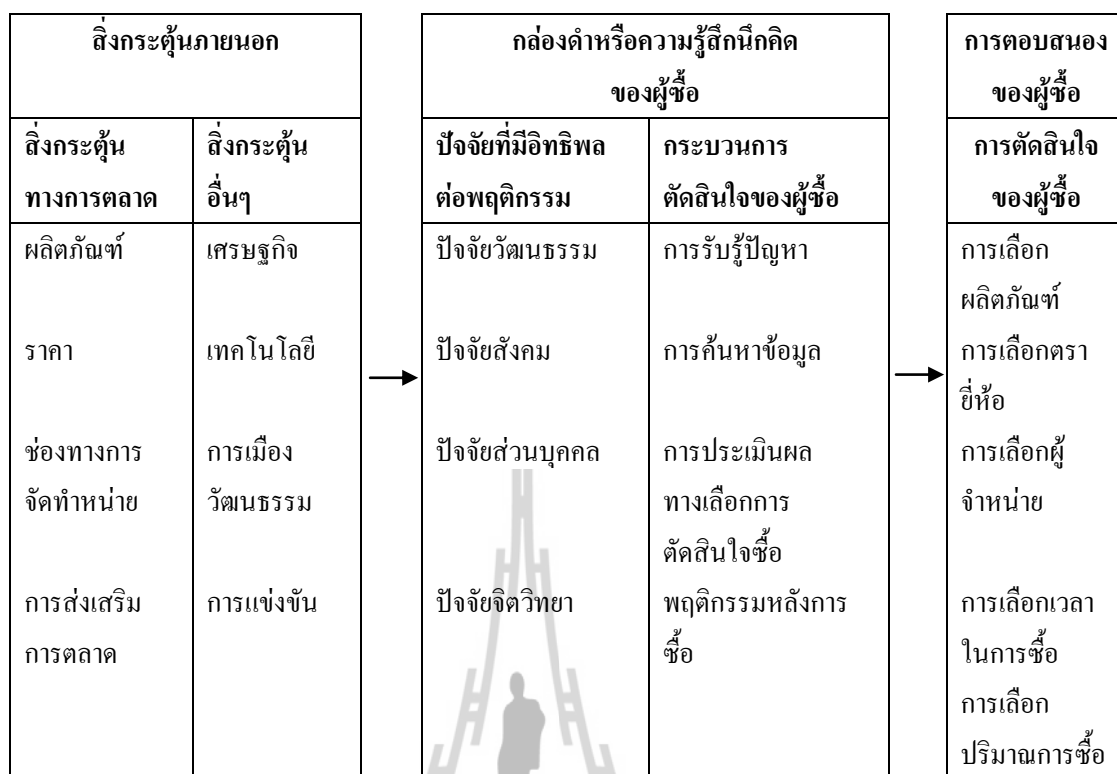 สิ่งกระตุ้นภายนอก
สิ่งกระตุ้น
ทางการตลาด
สิ่งกระตุ้น
อื่นๆ
ผลิตภัณฑ์
เศรษฐกิจ
ราคา
เทคโนโลยี
ช่องทางการ
จัดทำหน่าย
การเมือง
วัฒนธรรม
การส่งเสริม
การตลาด
การแข่งขัน
กล่องดำหรือความรู้สึกนึกคิด
ของผู้ซื้อ
ปัจจัยที่มีอิทธิพล
ต่อพฤติกรรม
กระบวนการ
ตัดสินใจของผู้ซื้อ
ปัจจัยวัฒนธรรม
การรับรู้ปัญหา
ปัจจัยสังคม
การค้นหาข้อมูล
ปัจจัยส่วนบุคคล
การประเมินผล
ทางเลือกการ
ตัดสินใจซื้อ
ปัจจัยจิตวิทยา
พฤติกรรมหลังการ
ซื้อ
การตอบสนอง
ของผู้ซื้อ
การตัดสินใจ
ของผู้ซื้อ
การเลือก
ผลิตภัณฑ์
การเลือกตรา
ยี่ห้อ
การเลือกผู้
จำหน่าย
การเลือกเวลา
ในการซื้อ
การเลือก
ปริมาณการซื้อ